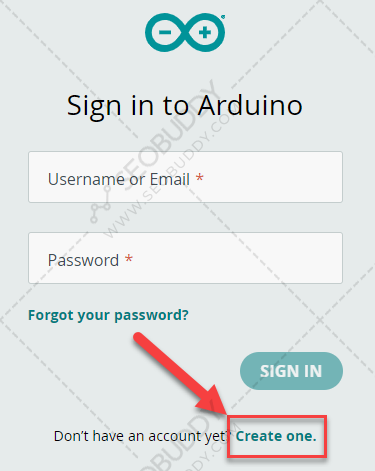 Sign in to Arduino
Username or Email *
Password *
Forgot your password?
SIGN IN
Don't have an account yet? Create one.
SEOBUDDY
WWW.SEOBUDDY.CO